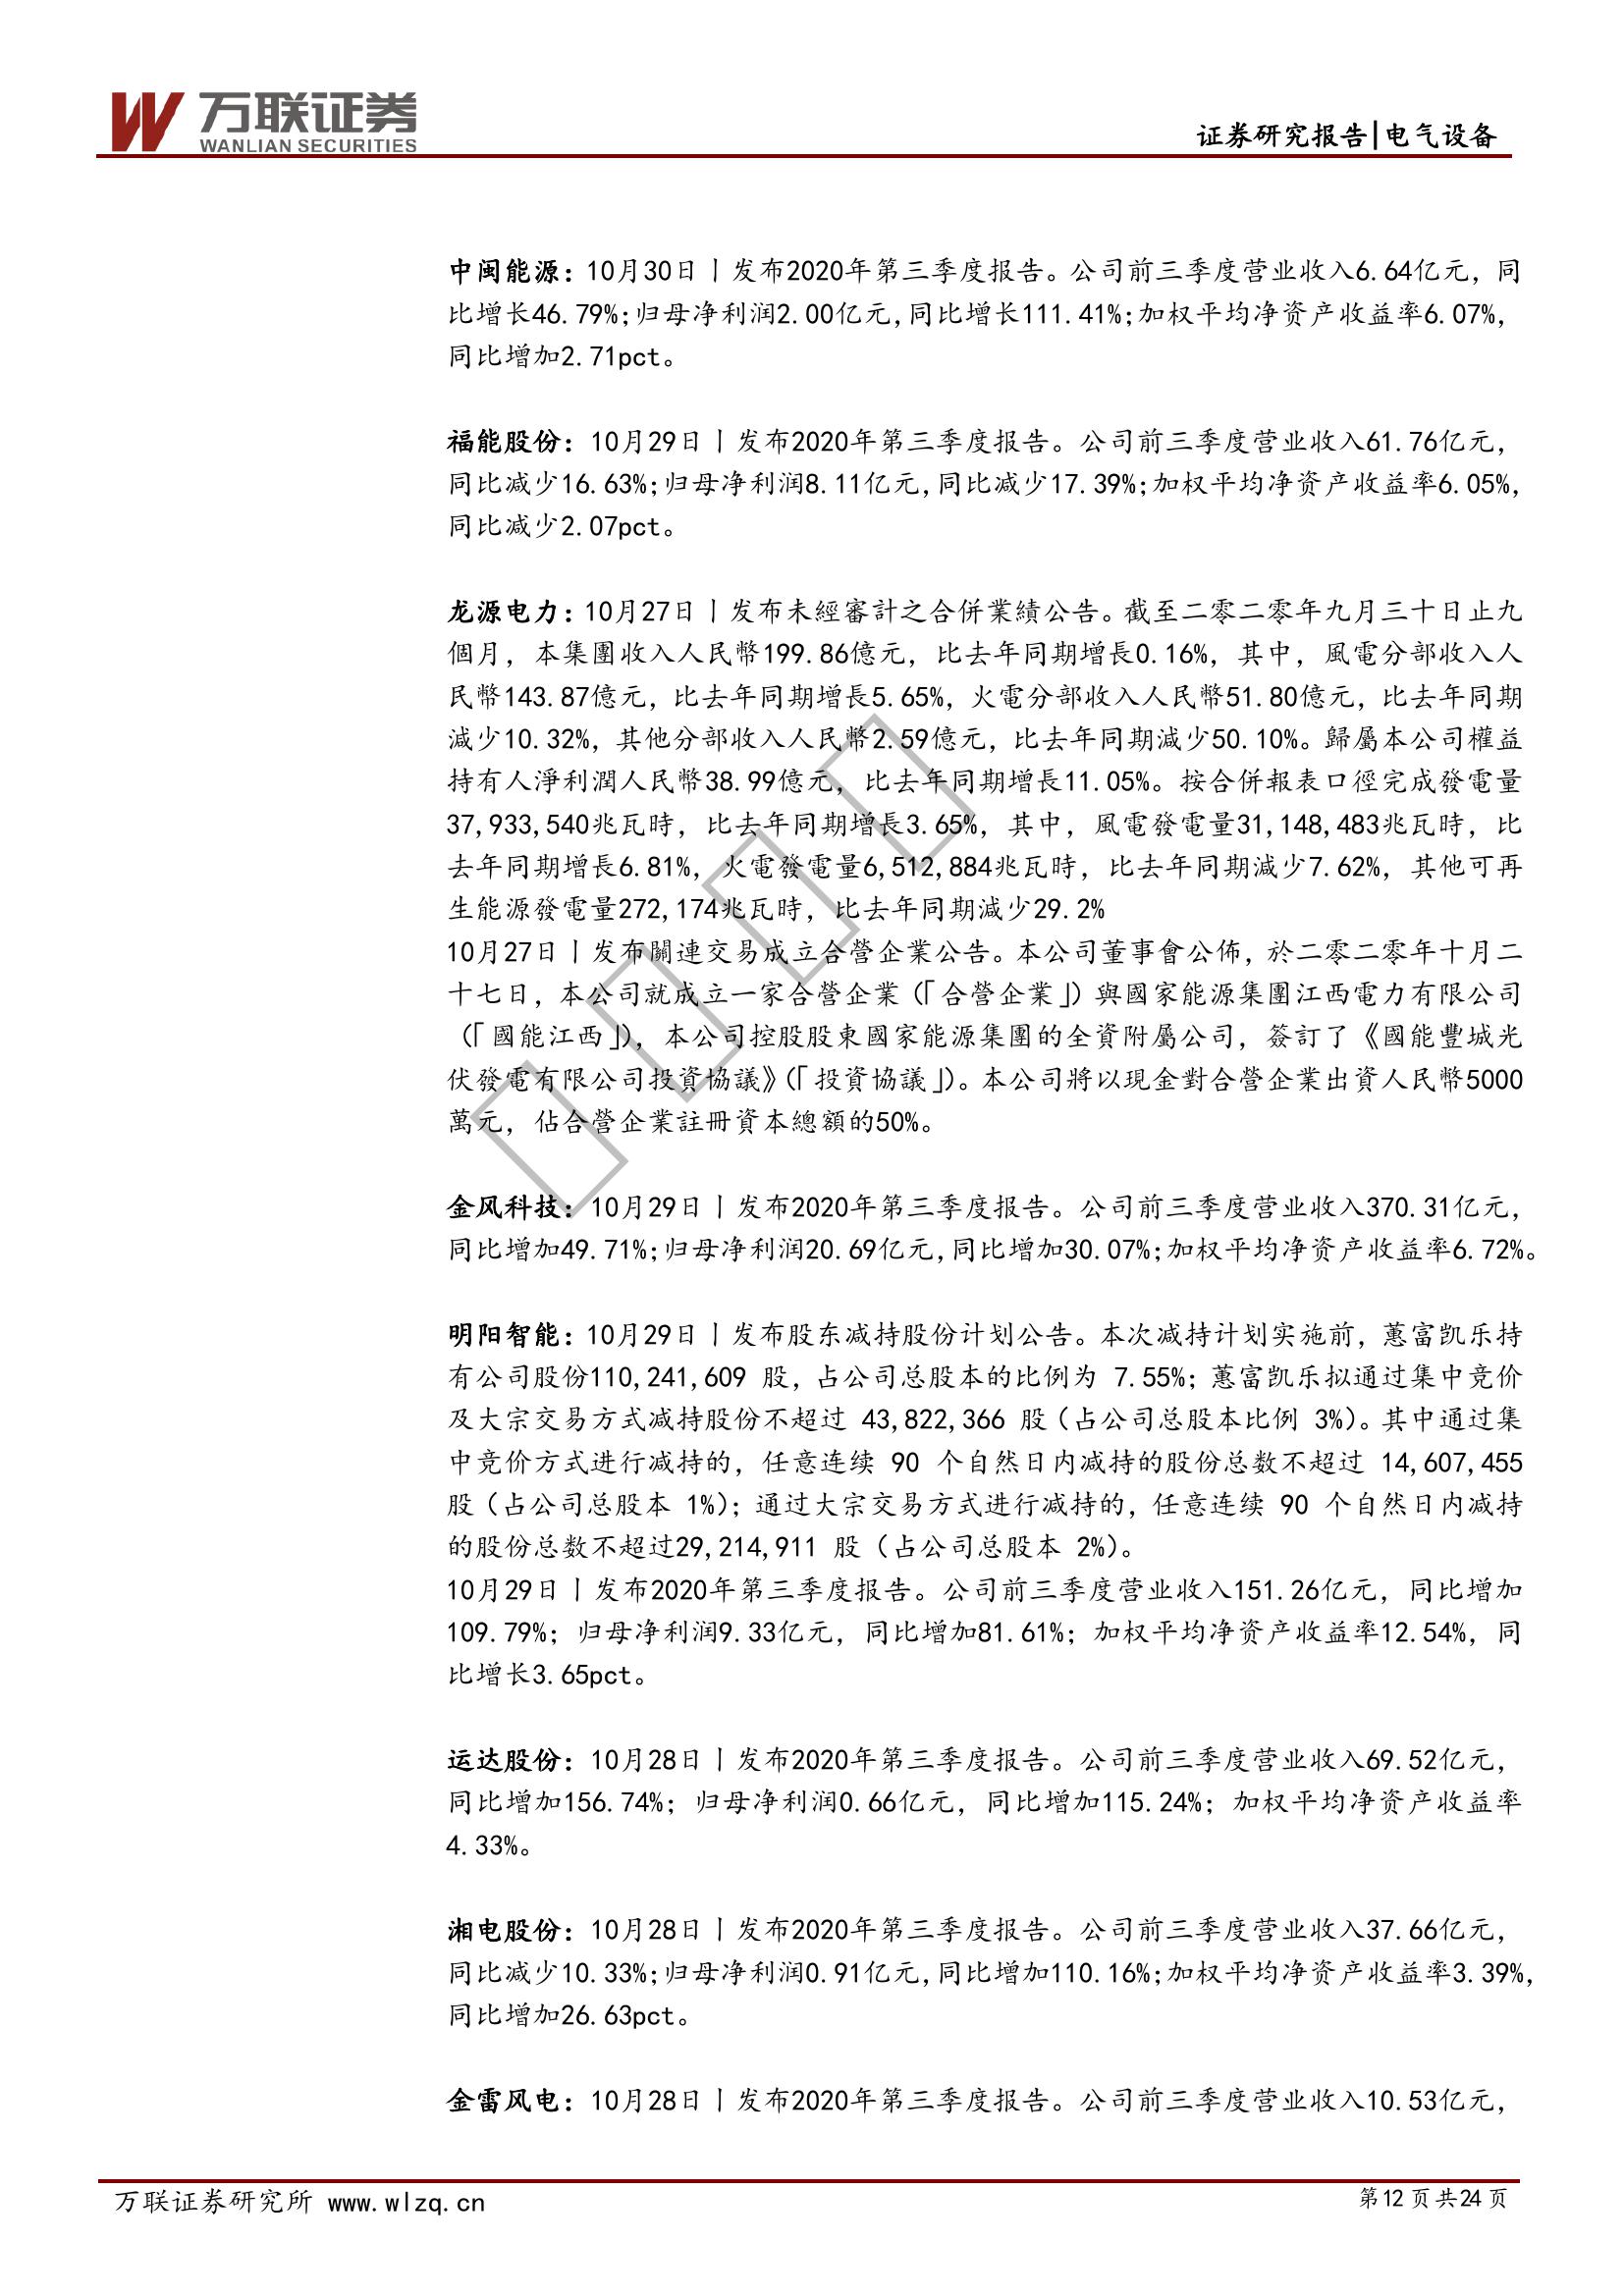 万联证券
WANLIAN SECURITIES
证券研究报告|电气设备
中闽能源：10月30日丨发布2020年第三季度报告。公司前三季度营业收入6.64亿元，同
比增长46.79%;归母净利润2.00亿元,同比增长111.41%;加权平均净资产收益率6.07%，
同比增加2.71pct。
福能股份：10月29日丨发布2020年第三季度报告。公司前三季度营业收入61.76亿元，
同比减少16.63%;归母净利润8.11亿元,同比减少17.39%;加权平均净资产收益率6.05%，
同比减少2.07pct。
龙源电力：10月27日丨发布未經審計之合併業績公告。截至二零二零年九月三十日止九
個月，本集團收入人民幣199.86億元，比去年同期增長0.16%，其中，風電分部收入人
民幣143.87億元，比去年同期增長5.65%，火電分部收入人民幣51.80億元，比去年同期
減少10.32%，其他分部收入人民幣2.59億元，比去年同期減少50.10%。歸屬本公司權益
持有人淨利潤人民幣38.99億元，比去年同期增長11.05%。按合併報表口徑完成發電量
37,933,540兆瓦時，比去年同期增長3.65%，其中，風電發電量31,148,483兆瓦時，比
去年同期增長6.81%，火電發電量6,512,884兆瓦時，比去年同期減少7.62%，其他可再
生能源發電量272,174兆瓦時，比去年同期減少29.2%
10月27日丨发布關連交易成立合營企業公告。本公司董事會公佈，於二零二零年十月二
十七日，本公司就成立一家合營企業（「合營企業」）與國家能源集團江西電力有限公司
（「國能江西」），本公司控股股東國家能源集團的全資附屬公司，簽訂了《國能豐城光
伏發電有限公司投資協議》（「投資協議」）。本公司將以現金對合營企業出資人民幣5000
萬元，佔合營企業註冊資本總額的50%。
金风科技：10月29日丨发布2020年第三季度报告。公司前三季度营业收入370.31亿元，
同比增加49.71%;归母净利润20.69亿元,同比增加30.07%;加权平均净资产收益率6.72%。
明阳智能：10月29日丨发布股东减持股份计划公告。本次减持计划实施前，蕙富凯乐持
有公司股份110,241,609 股，占公司总股本的比例为 7.55%；蕙富凯乐拟通过集中竞价
及大宗交易方式减持股份不超过 43,822,366 股（占公司总股本比例 3%）。其中通过集
中竞价方式进行减持的，任意连续 90 个自然日内减持的股份总数不超过 14,607,455
股（占公司总股本 1%）；通过大宗交易方式进行减持的，任意连续 90 个自然日内减持
的股份总数不超过29,214,911 股（占公司总股本 2%）。
10月29日丨发布2020年第三季度报告。公司前三季度营业收入151.26亿元，同比增加
109.79%；归母净利润9.33亿元，同比增加81.61%；加权平均净资产收益率12.54%，同
比增长3.65pct。
运达股份：10月28日丨发布2020年第三季度报告。公司前三季度营业收入69.52亿元，
同比增加156.74%；归母净利润0.66亿元，同比增加115.24%；加权平均净资产收益率
4.33%。
湘电股份：10月28日丨发布2020年第三季度报告。公司前三季度营业收入37.66亿元，
同比减少10.33%;归母净利润0.91亿元,同比增加110.16%;加权平均净资产收益率3.39%，
同比增加26.63pct。
金雷风电：10月28日丨发布2020年第三季度报告。公司前三季度营业收入10.53亿元，
万联证券研究所 www.wlzq.cn
第12 页 共24 页